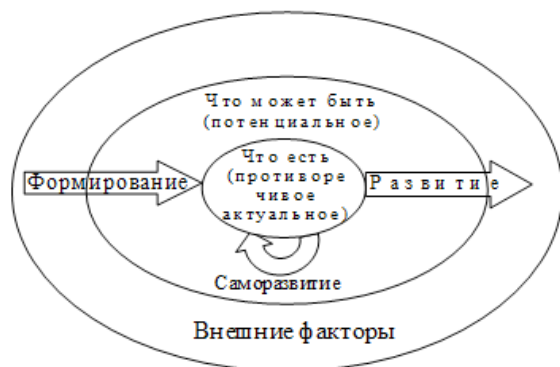 Что может быть
(потенциальное)
Что есть
(противоре
чивое
актуальное)
Формирование
Развитие
Саморазвитие
Внешние факторы